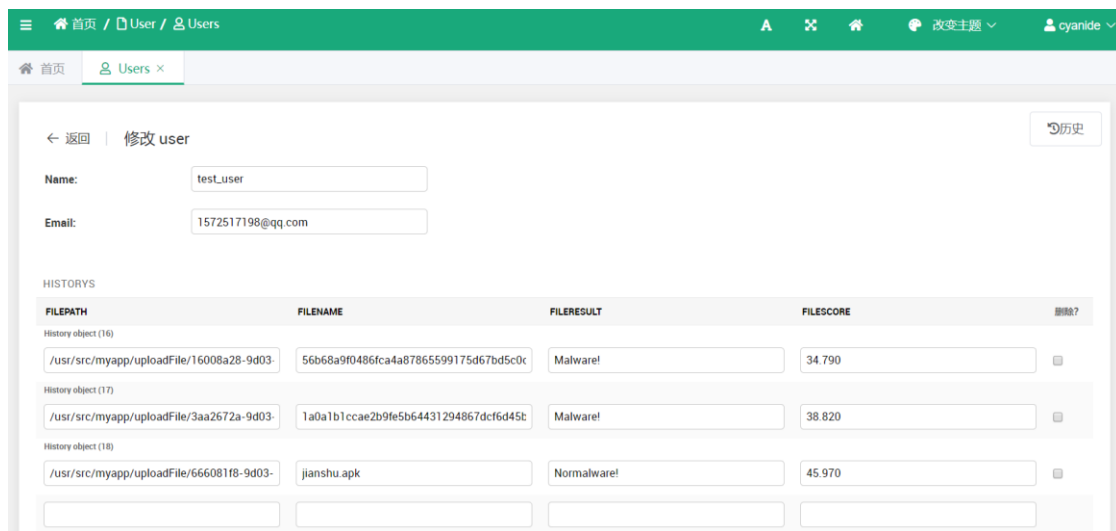 首页 / User / Users
A 改变主题 cyanide
首页 Users ×
← 返回 | 修改 user 历史
Name: test_user
Email: 1572517198@qq.com
HISTORYS
FILEPATH FILENAME FILERESULT FILESCORE 删除?
History object (16)
/usr/src/myapp/uploadFile/16008a28-9d03- 56b68a9f0486fca4a87865599175d67bd5c0c Malware! 34.790
History object (17)
/usr/src/myapp/uploadFile/3aa2672a-9d03- 1a0a1b1ccae2b9fe5b64431294867dcf6d45b Malware! 38.820
History object (18)
/usr/src/myapp/uploadFile/666081f8-9d03- jianshu.apk Normalware! 45.970